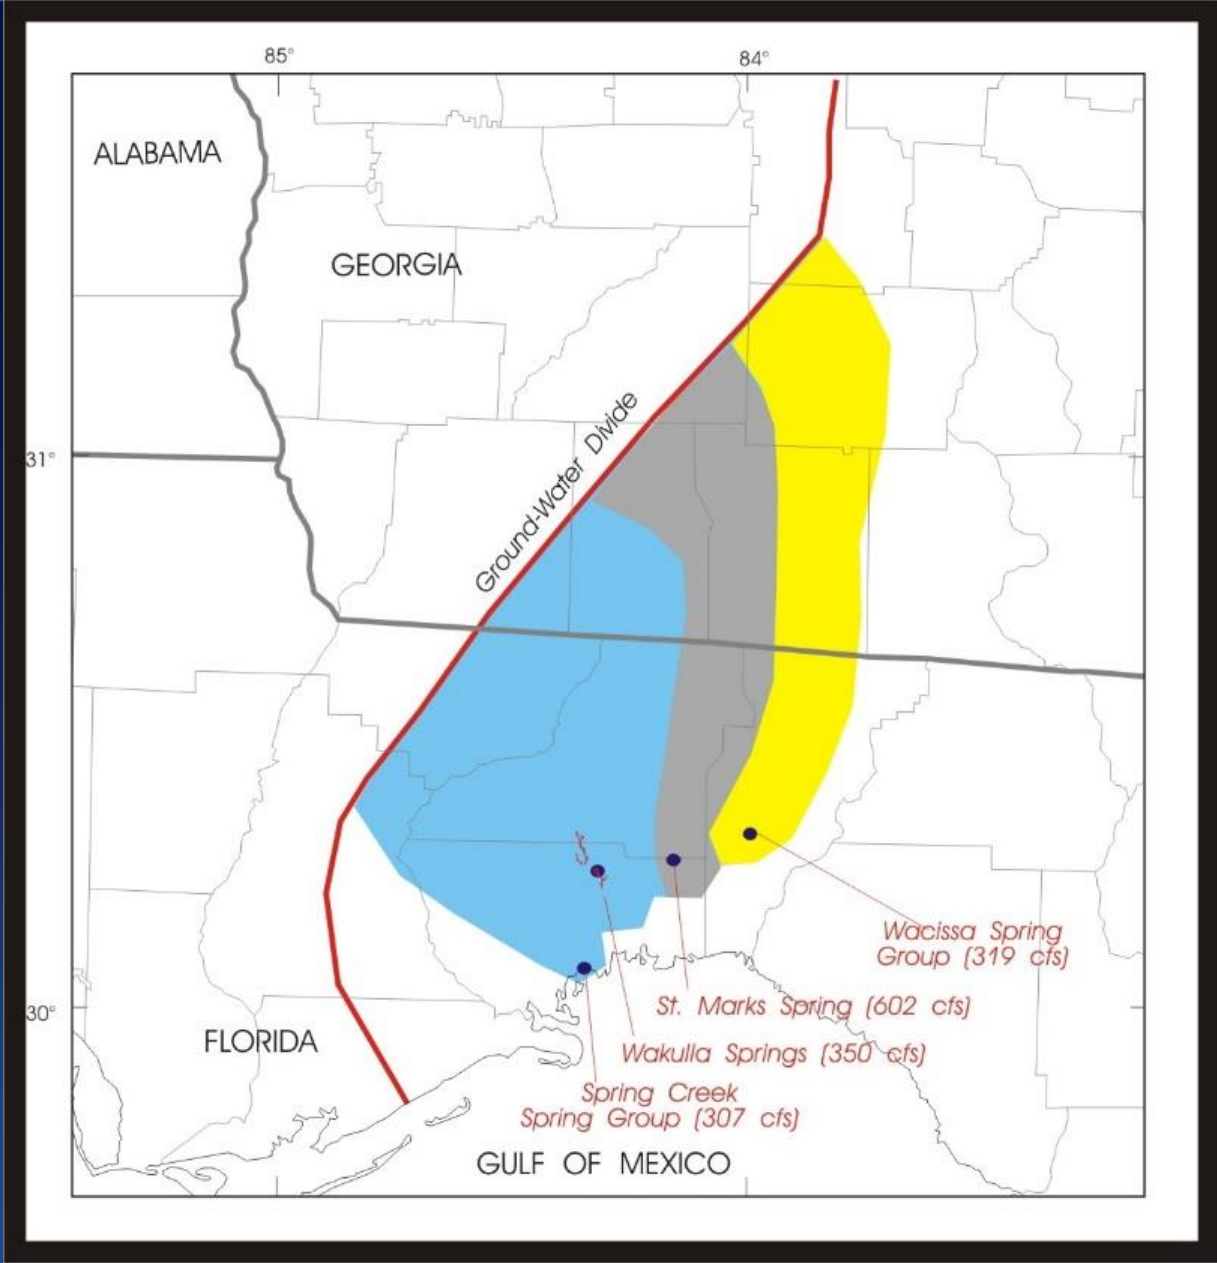 85°
84°
ALABAMA
GEORGIA
Ground-Water Divide
31°
Wacissa Spring
Group (319 cfs)
St. Marks Spring (602 cfs)
30°
FLORIDA
Wakulla Springs (350 cfs)
Spring Creek
Spring Group (307 cfs)
GULF OF MEXICO